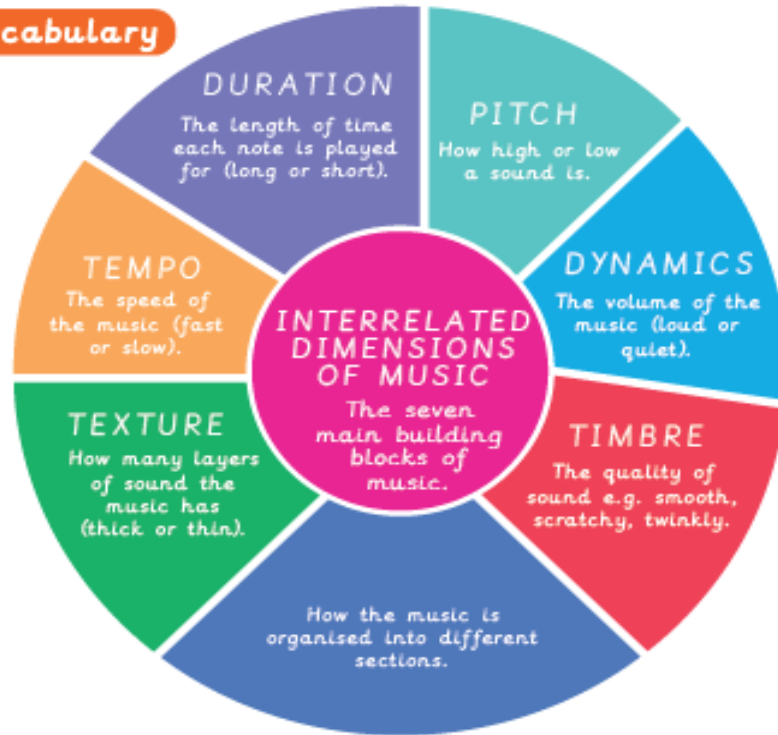 cabulary
DURATION
The length of time
each note is played
for (long or short).
PITCH
How high or low
a sound is.
DYNAMICS
The volume of the
music (loud or
quiet).
TIMBRE
The quality of
sound e.g. smooth,
scratchy, twinkly.
How the music is
organised into different
sections.
TEXTURE
How many layers
of sound the
music has
(thick or thin).
TEMPO
The speed of
the music (fast
or slow).
INTERRELATED
DIMENSIONS
OF MUSIC
The seven
main building
blocks of
music.